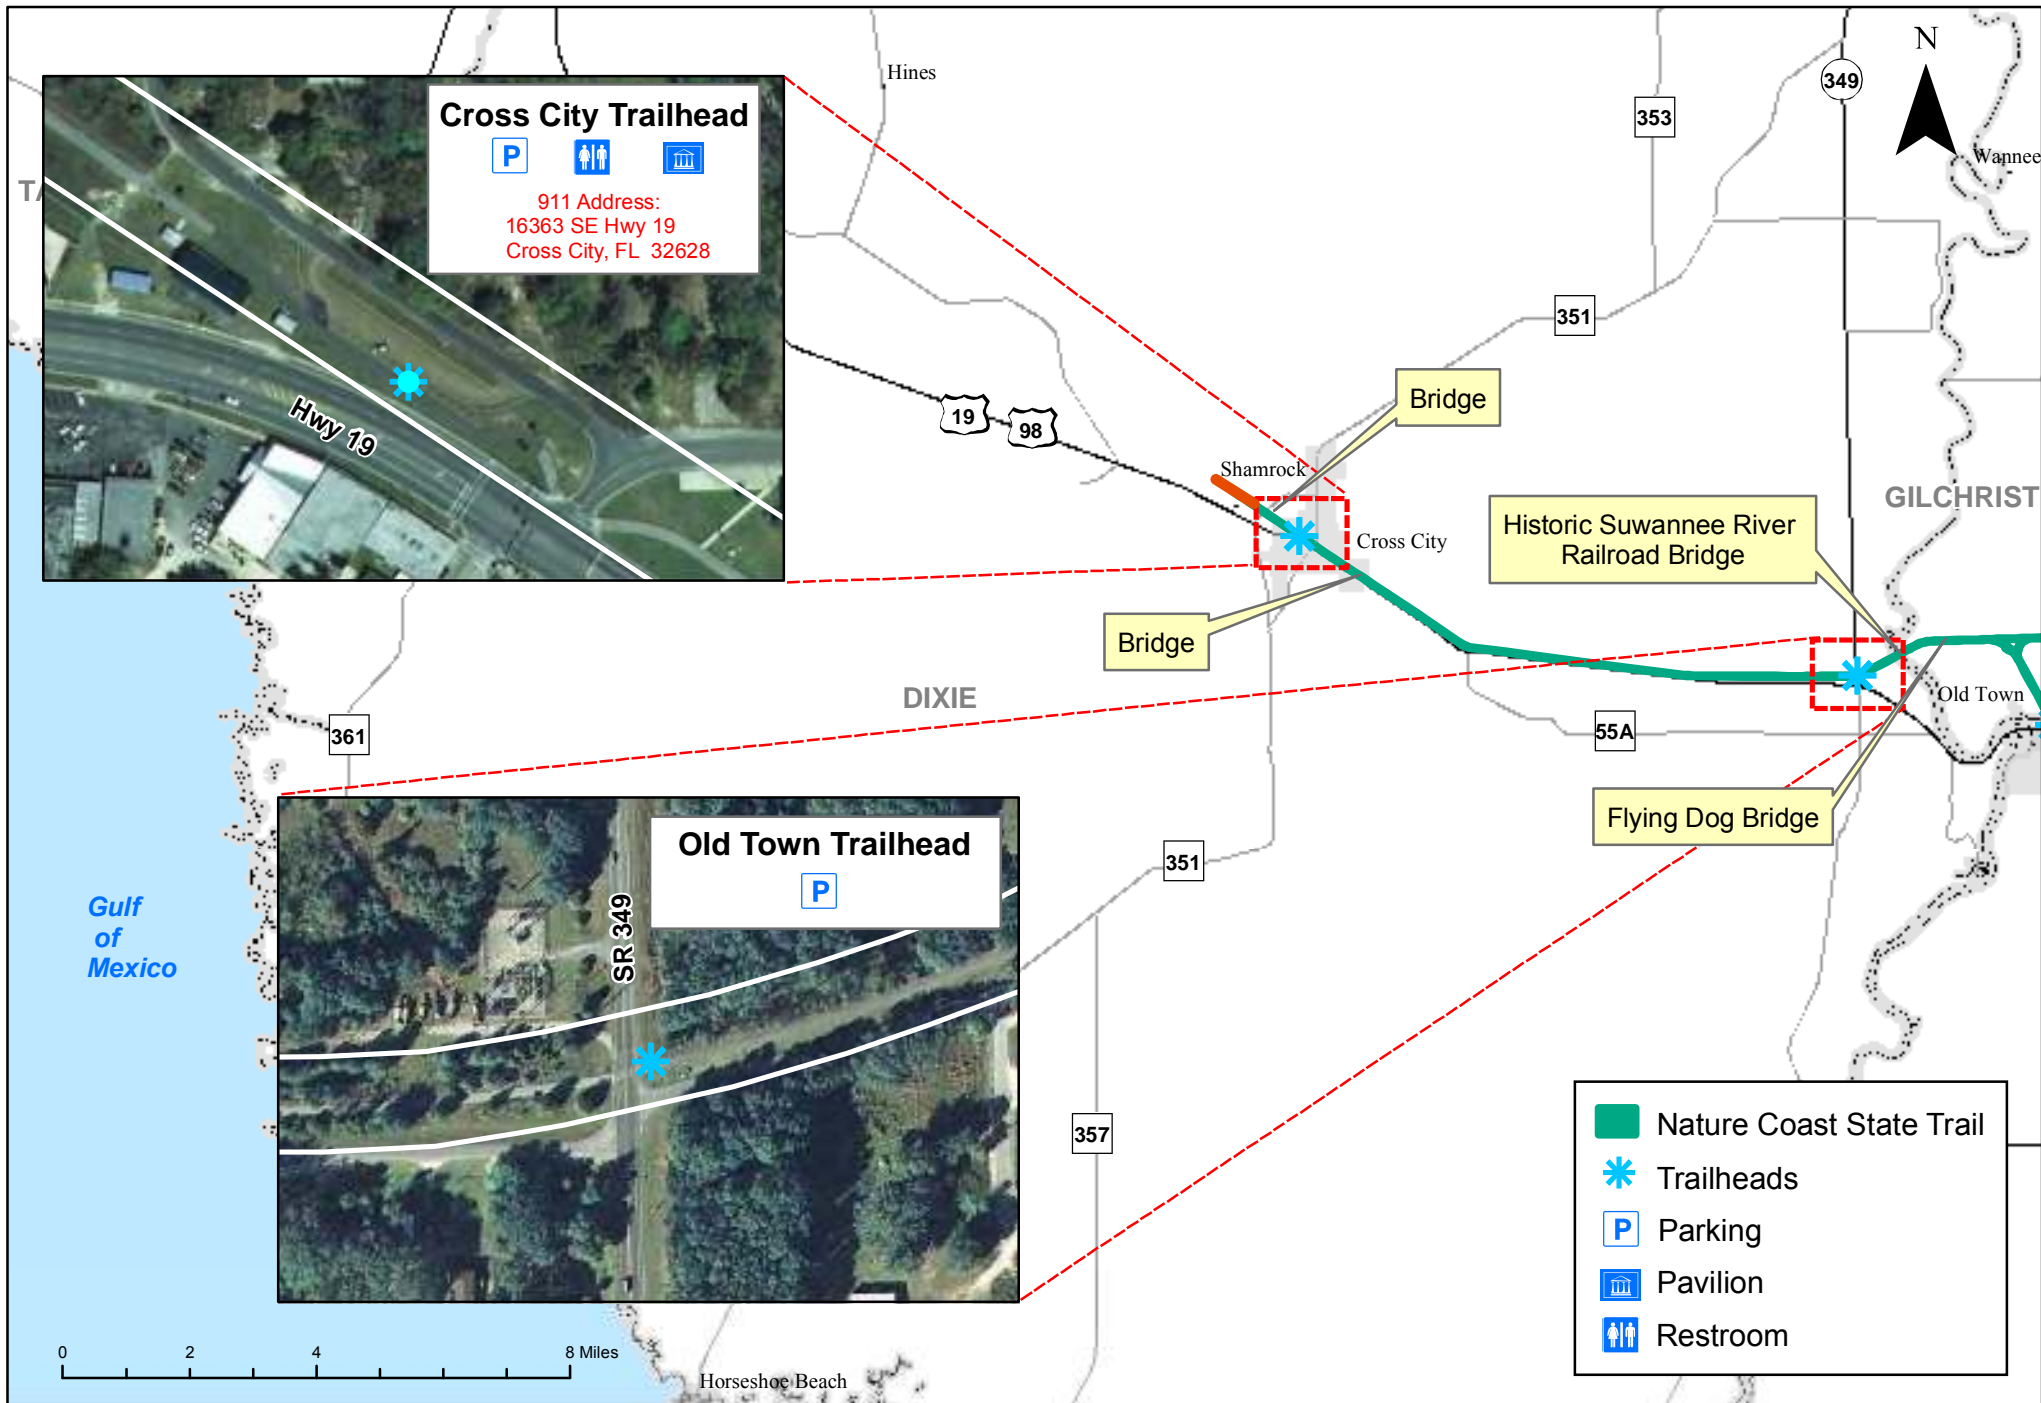 Hines
N
349
353
Wannee
Cross City Trailhead
P
911 Address:
16363 SE Hwy 19
Cross City, FL  32628
TA
Hwy 19
351
19
98
Bridge
Shamrock
Cross City
GILCHRIST
Historic Suwannee River
Railroad Bridge
Bridge
DIXIE
Old Town
361
55A
Flying Dog Bridge
Old Town Trailhead
P
SR 349
351
Gulf
of
Mexico
357
Nature Coast State Trail
Trailheads
P Parking
Pavilion
Restroom
0 2 4 8 Miles
Horseshoe Beach